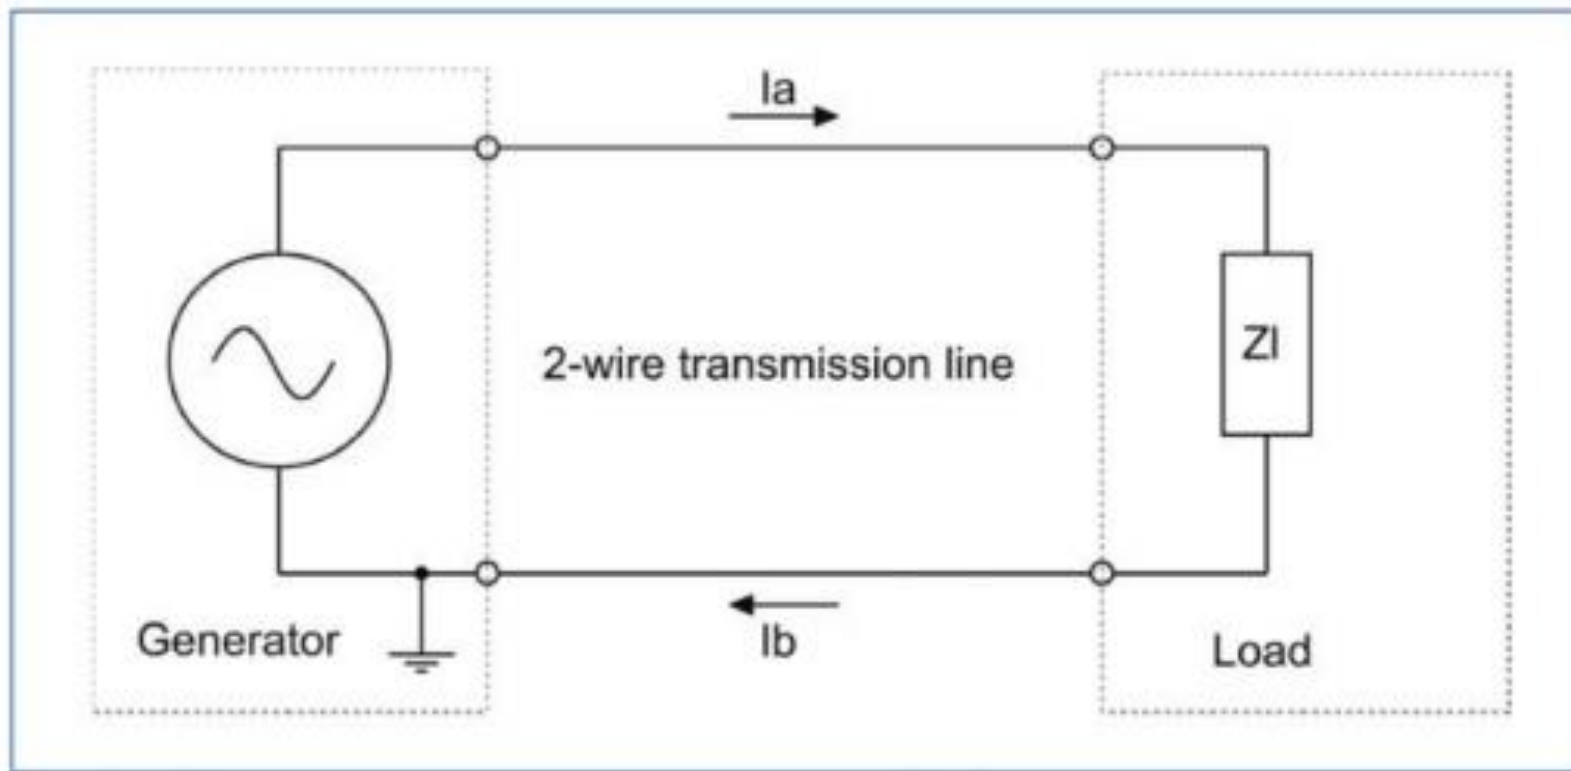 Ia
2-wire transmission line
Zl
Generator
Ib
Load